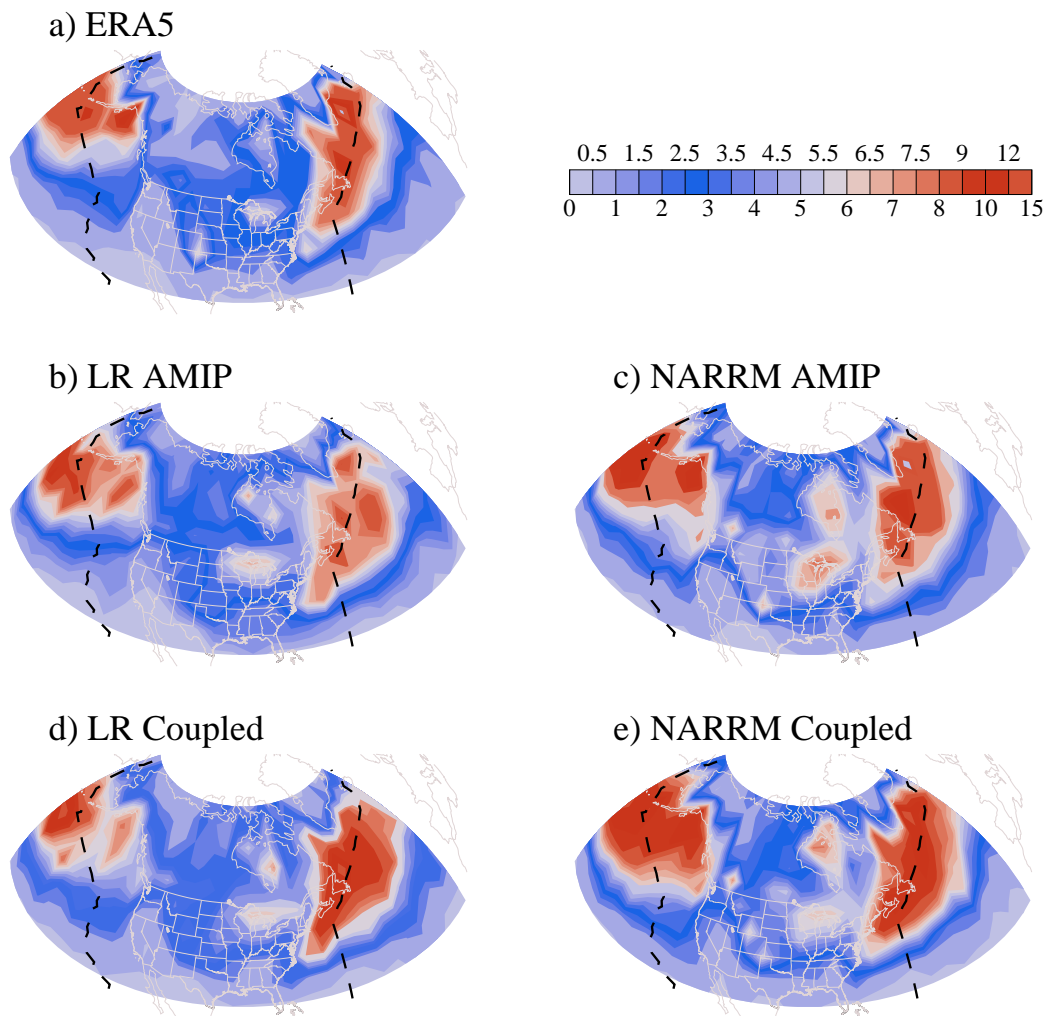 a) ERA5
0.5 1.5 2.5 3.5 4.5 5.5 6.5 7.5 9 12
0 1 2 3 4 5 6 7 8 10 15
b) LR AMIP
c) NARRM AMIP
d) LR Coupled
e) NARRM Coupled